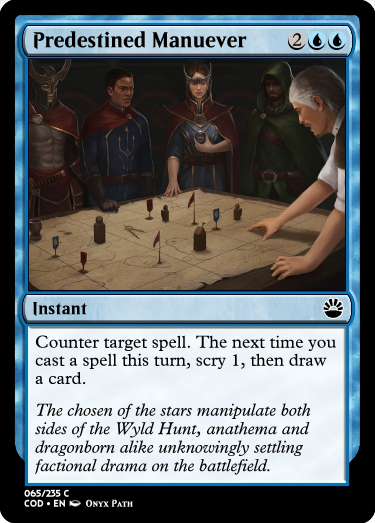 Predestined Manuever 2
Instant
Counter target spell. The next time you
cast a spell this turn, scry 1, then draw
a card.
The chosen of the stars manipulate both
sides of the Wyld Hunt, anathema and
dragonborn alike unknowingly settling
factional drama on the battlefield.
065/235 C
COD • EN Onyx Path